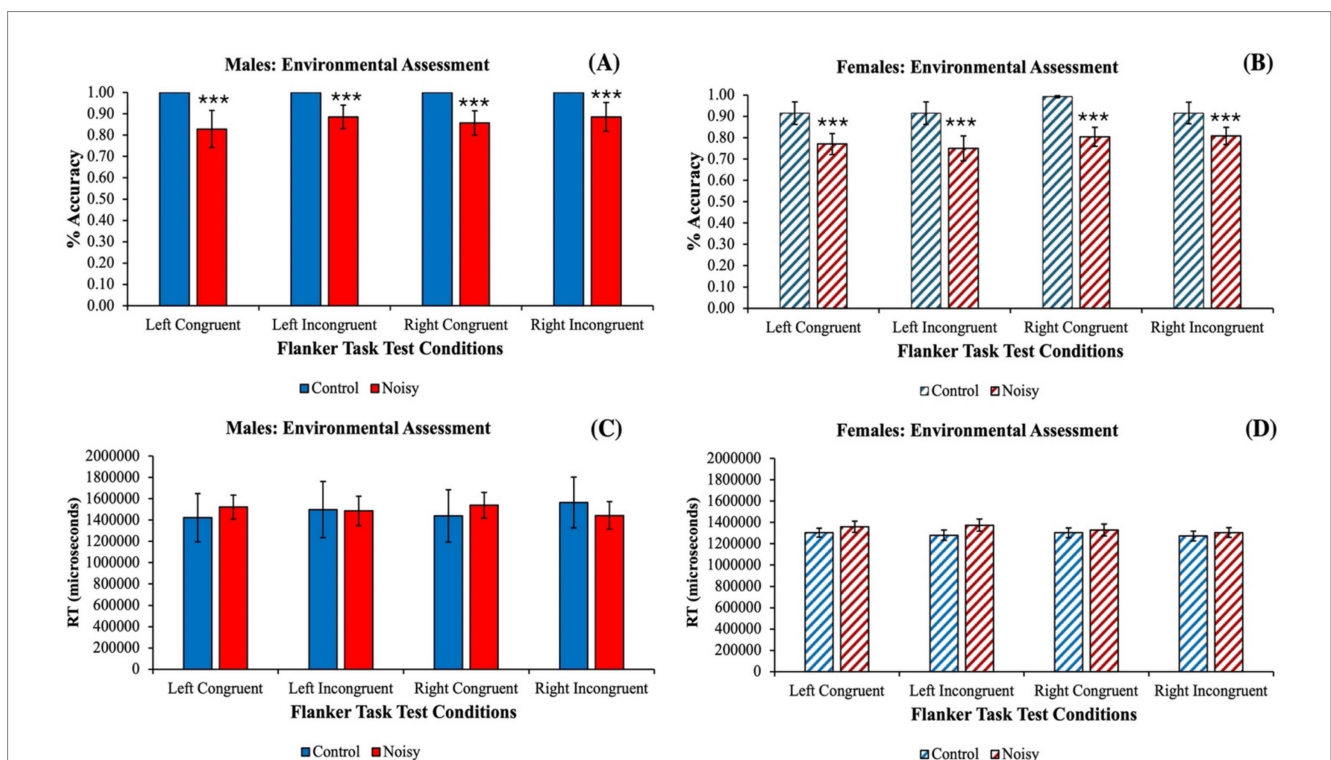 Males: Environmental Assessment
(A)
% Accuracy
1.00
0.90
0.80
0.70
0.60
0.50
0.40
0.30
0.20
0.10
0.00
***
***
***
***
Left Congruent
Left Incongruent
Right Congruent
Right Incongruent
Flanker Task Test Conditions
Control
Noisy
Females: Environmental Assessment
(B)
% Accuracy
1.00
0.90
0.80
0.70
0.60
0.50
0.40
0.30
0.20
0.10
0.00
***
***
***
***
Left Congruent
Left Incongruent
Right Congruent
Right Incongruent
Flanker Task Test Conditions
Control
Noisy
Males: Environmental Assessment
(C)
RT (microseconds)
2000000
1800000
1600000
1400000
1200000
1000000
800000
600000
400000
200000
0
Left Congruent
Left Incongruent
Right Congruent
Right Incongruent
Flanker Task Test Conditions
Control
Noisy
Females: Environmental Assessment
(D)
RT (microseconds)
2000000
1800000
1600000
1400000
1200000
1000000
800000
600000
400000
200000
0
Left Congruent
Left Incongruent
Right Congruent
Right Incongruent
Flanker Task Test Conditions
Control
Noisy